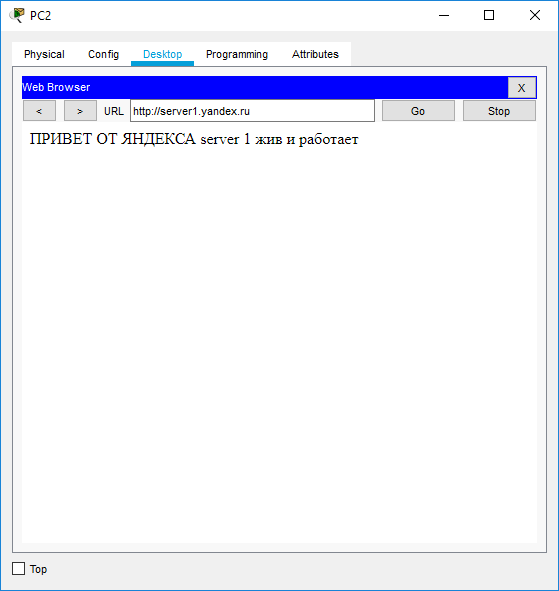 PC2
Physical Config Desktop Programming Attributes
Web Browser X
< > URL http://server1.yandex.ru Go Stop
ПРИВЕТ ОТ ЯНДЕКСА server 1 жив и работает
Top